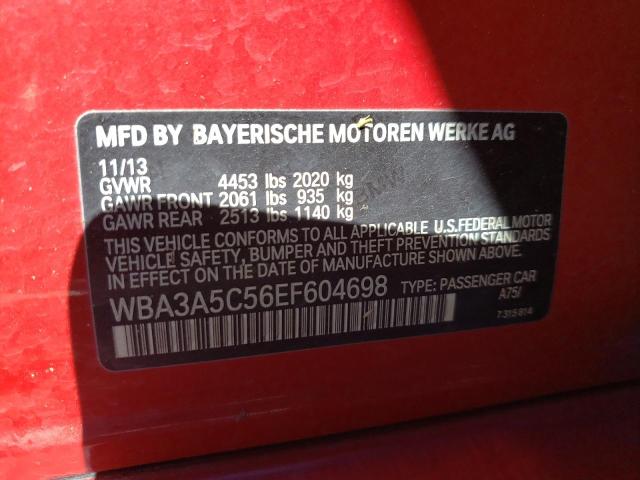 MFD BY BAYERISCHE MOTOREN WERKE AG
11/13
GVWR 4453 lbs 2020 kg
GAWR FRONT 2061 lbs 935 kg
GAWR REAR 2513 lbs 1140 kg
THIS VEHICLE CONFORMS TO ALL APPLICABLE U.S.FEDERAL MOTOR
VEHICLE SAFETY, BUMPER AND THEFT PREVENTION STANDARDS
IN EFFECT ON THE DATE OF MANUFACTURE SHOWN ABOVE.
WBA3A5C56EF604698 TYPE: PASSENGER CAR
A75/
7315814